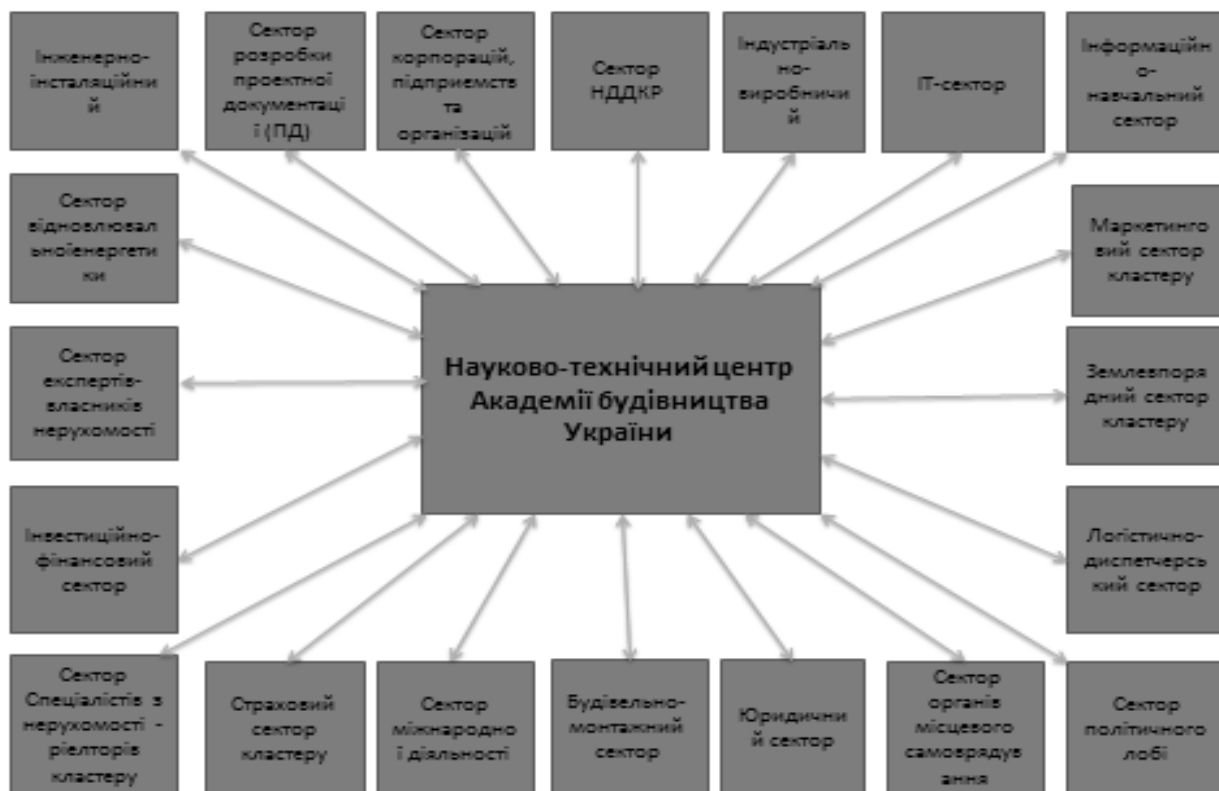 Інженерно-
інсталяційни
й
Сектор
розробки
проектної
документаці
ї (ПД)
Сектор
корпорацій,
підприємств
та
організацій
Сектор
НДДКР
Індустріаль
но-
виробничи
й
ІТ-сектор
Інформаційн
о-
навчальний
сектор
Сектор
відновлювал
ьноїенергети
ки
Маркетинго
вий сектор
кластеру
Сектор
експертів-
власників
нерухомості
Науково-технічний центр
Академії будівництва
України
Землевпоря
дний сектор
кластеру
Інвестиційно-
фінансовий
сектор
Логістично-
диспетчерсь
кий сектор
Сектор
Спеціалістів з
нерухомості -
ріелторів
кластеру
Страховий
сектор
кластеру
Сектор
міжнародно
ї діяльності
Будівельно-
монтажний
сектор
Юридични
й сектор
Сектор
органів
місцевого
самоврядув
ання
Сектор
політичного
лобі